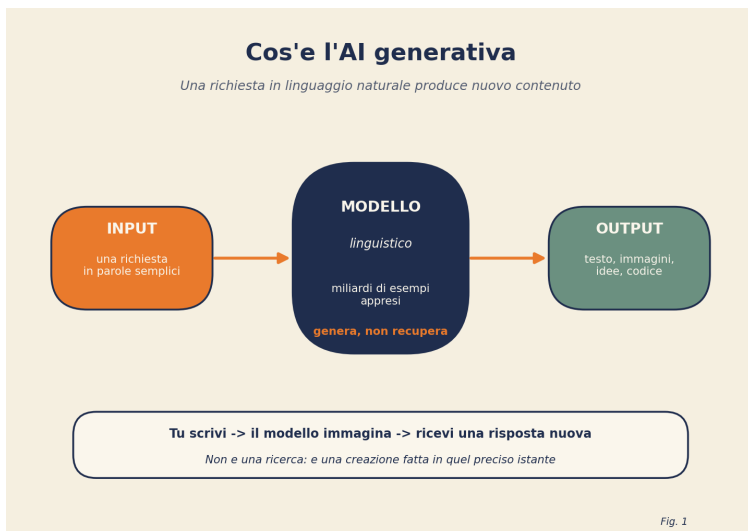 Cos'e l'AI generativa
Una richiesta in linguaggio naturale produce nuovo contenuto
INPUT
una richiesta
in parole semplici
MODELLO
linguistico
miliardi di esempi
appresi
genera, non recupera
OUTPUT
testo, immagini,
idee, codice
Tu scrivi -> il modello immagina -> ricevi una risposta nuova
Non e una ricerca: e una creazione fatta in quel preciso istante
Fig. 1